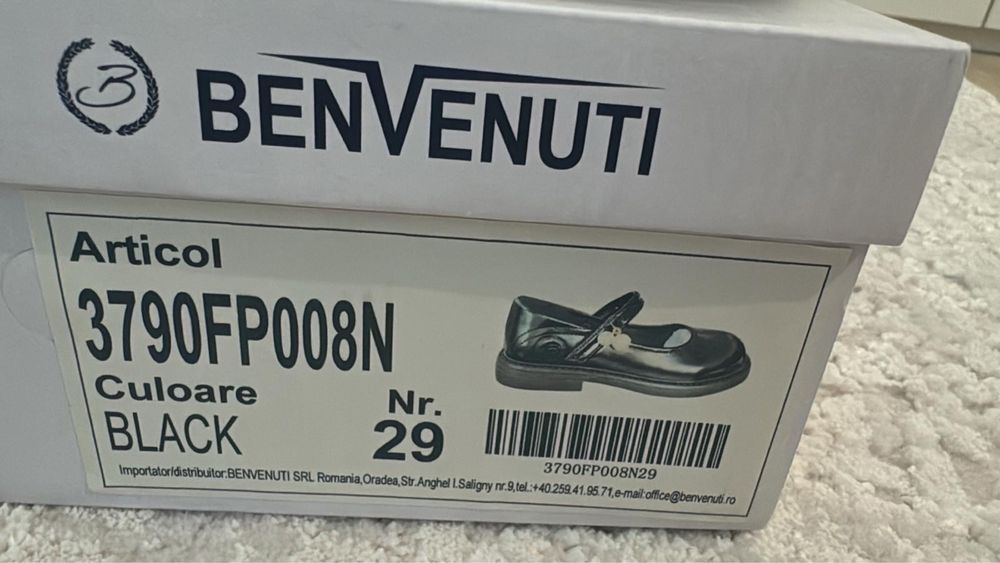 B
BENVENUTI
Articol
3790FP008N
Culoare
BLACK
Nr.
29
3790FP008N29
Importator/distribuitor:BENVENUTI SRL Romania,Oradea,Str.Anghel I.Saligny nr.9,tel.:+40.259.41.95.71,e-mail:office@benvenuti.ro